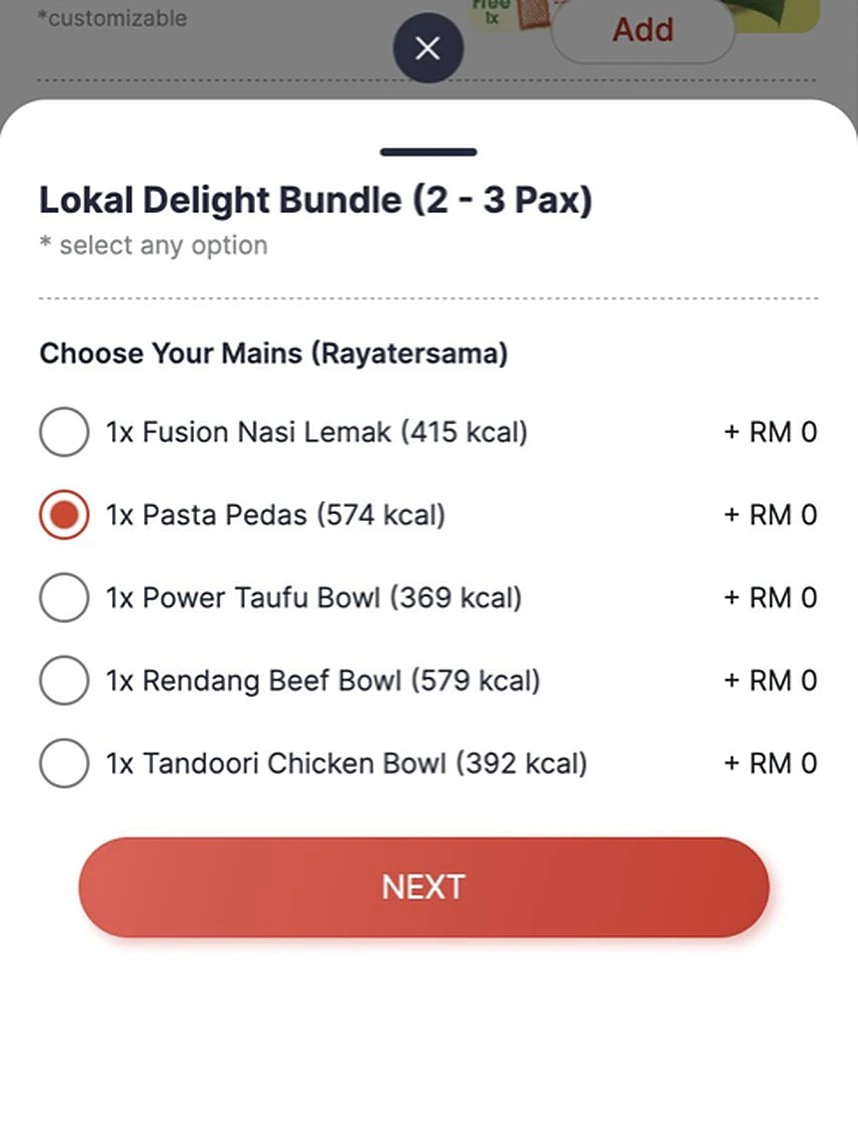 *customizable
Free
1x
Add
Lokal Delight Bundle (2 - 3 Pax)
* select any option
Choose Your Mains (Rayatersama)
1x Fusion Nasi Lemak (415 kcal) + RM 0
1x Pasta Pedas (574 kcal) + RM 0
1x Power Taufu Bowl (369 kcal) + RM 0
1x Rendang Beef Bowl (579 kcal) + RM 0
1x Tandoori Chicken Bowl (392 kcal) + RM 0
NEXT